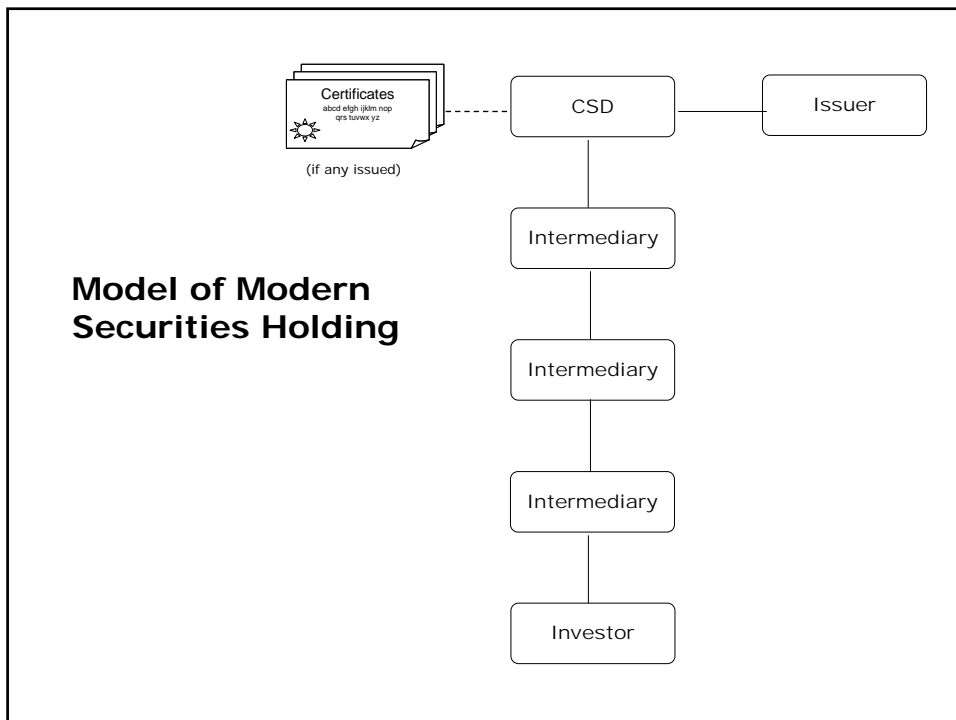 Certificates
abcd efgh ijklm nop
qrs tuvwx yz
(if any issued)
CSD
Issuer
Intermediary
Model of Modern
Securities Holding
Intermediary
Intermediary
Investor